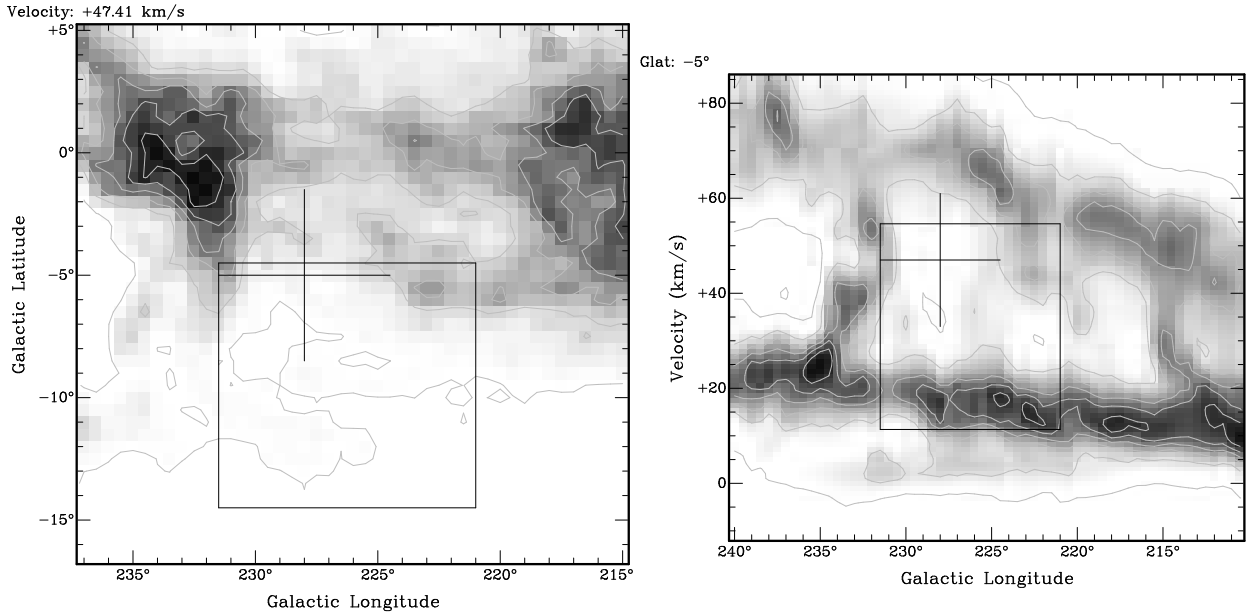 Velocity: +47.41 km/s
+5°
0°
−5°
−10°
−15°
Galactic Latitude
235° 230° 225° 220° 215°
Galactic Longitude
Glat: −5°
+80
+60
+40
+20
0
Velocity (km/s)
240° 235° 230° 225° 220° 215°
Galactic Longitude